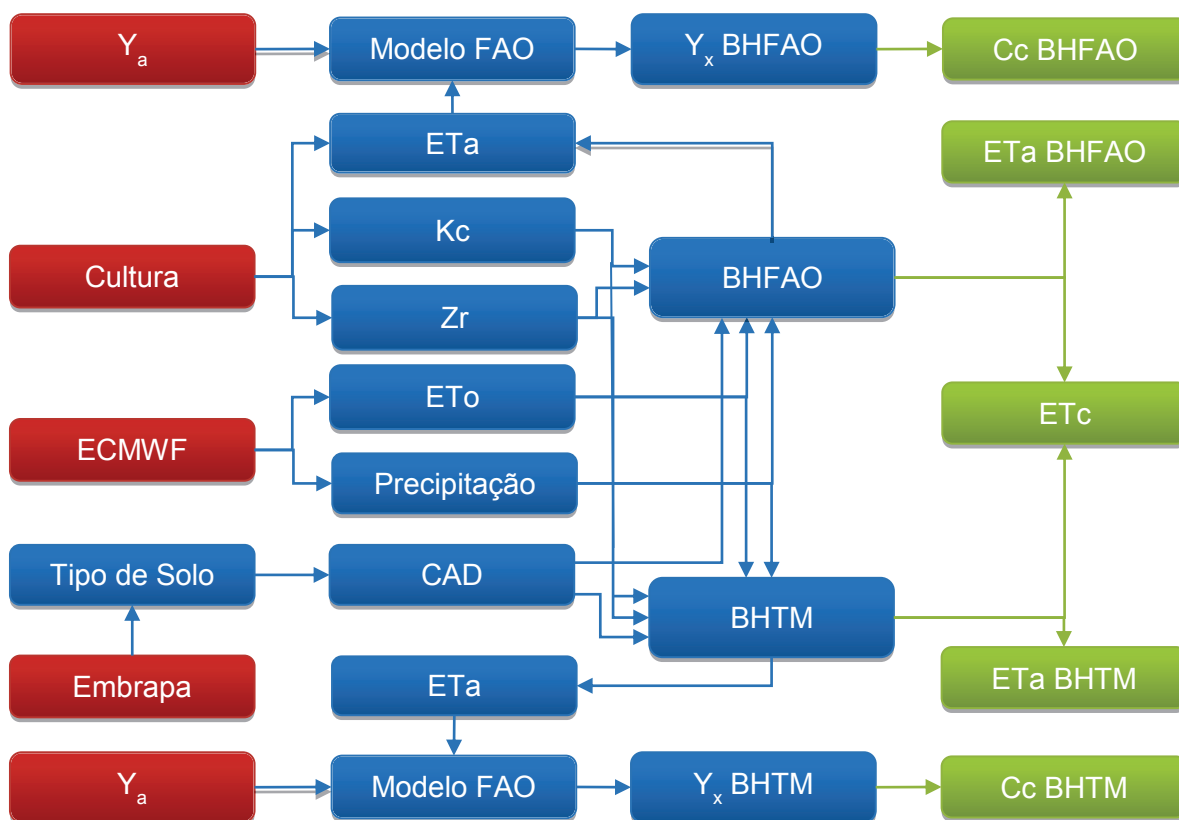 Yₐ
Modelo FAO
Yₓ BHFAO
Cc BHFAO
ETa
ETa BHFAO
Kc
Cultura
BHFAO
Zr
ETo
ETc
ECMWF
Precipitação
Tipo de Solo
CAD
BHTM
Embrapa
ETa
ETa BHTM
Yₐ
Modelo FAO
Yₓ BHTM
Cc BHTM